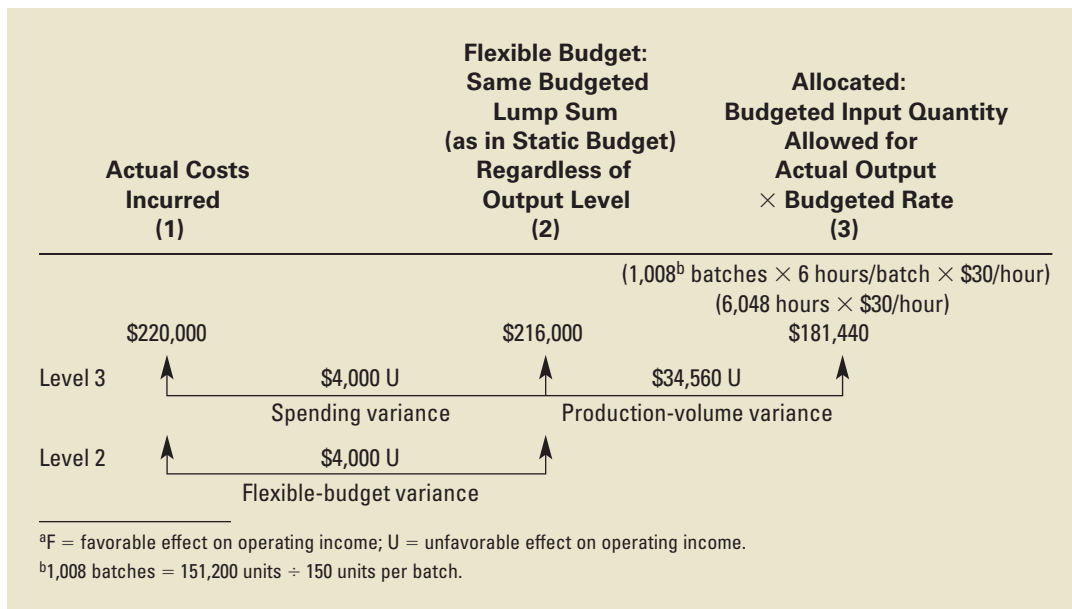 Flexible Budget:
Same Budgeted
Lump Sum
(as in Static Budget)
Regardless of
Output Level
(2)
Allocated:
Budgeted Input Quantity
Allowed for
Actual Output
× Budgeted Rate
(3)
Actual Costs
Incurred
(1)
(1,008ᵇ batches × 6 hours/batch × $30/hour)
(6,048 hours × $30/hour)
$220,000 $216,000 $181,440
Level 3 $4,000 U $34,560 U
Spending variance Production-volume variance
Level 2 $4,000 U
Flexible-budget variance
ᵃF = favorable effect on operating income; U = unfavorable effect on operating income.
ᵇ1,008 batches = 151,200 units ÷ 150 units per batch.